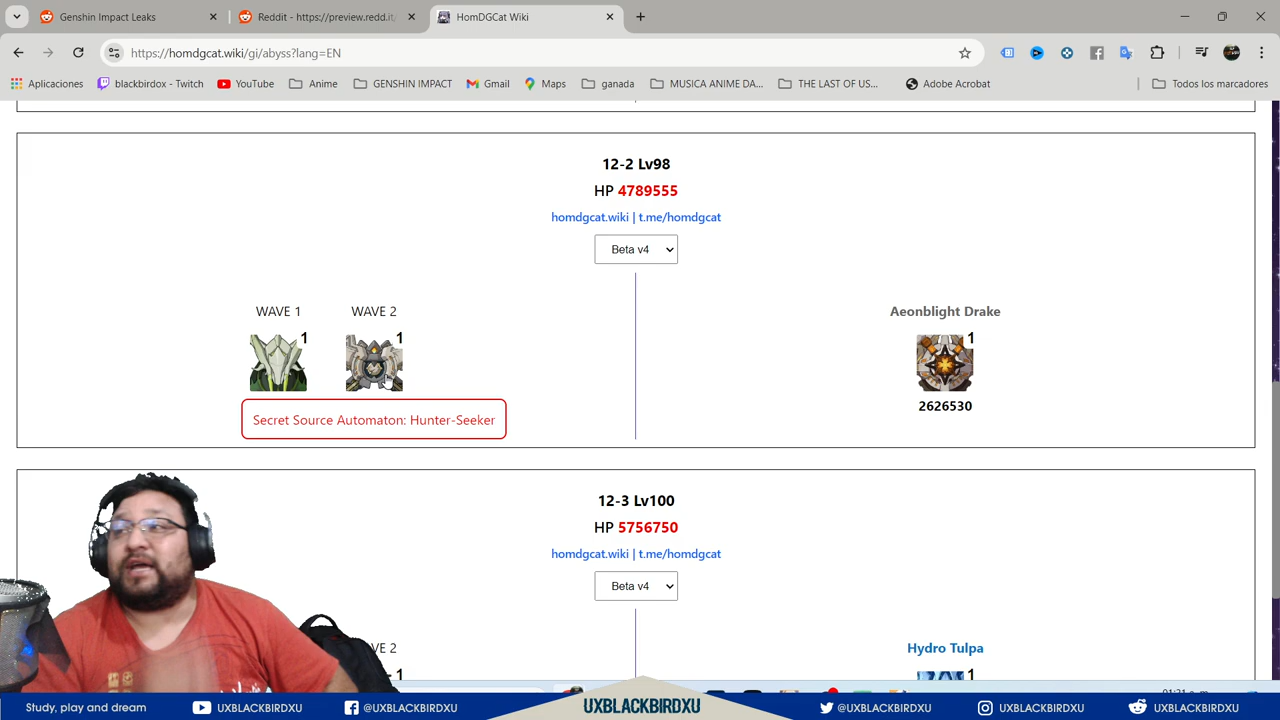 Genshin Impact Leaks
Reddit - https://preview.redd.it/
HomDGCat Wiki
https://homdgcat.wiki/gi/abyss?lang=EN
Aplicaciones
blackbirdox - Twitch
YouTube
Anime
GENSHIN IMPACT
Gmail
Maps
ganada
MUSICA ANIME DA...
THE LAST OF US...
Adobe Acrobat
Todos los marcadores
12-2 Lv98
HP 4789555
homdgcat.wiki | t.me/homdgcat
Beta v4
WAVE 1
WAVE 2
Aeonblight Drake
1
1
1
2626530
Secret Source Automaton: Hunter-Seeker
12-3 Lv100
HP 5756750
homdgcat.wiki | t.me/homdgcat
Beta v4
VE 2
Hydro Tulpa
1
1
Study, play and dream
UXBLACKBIRDXU
@UXBLACKBIRDXU
UXBLACKBIRDXU
@UXBLACKBIRDXU
UXBLACKBIRDXU
UXBLACKBIRDXU